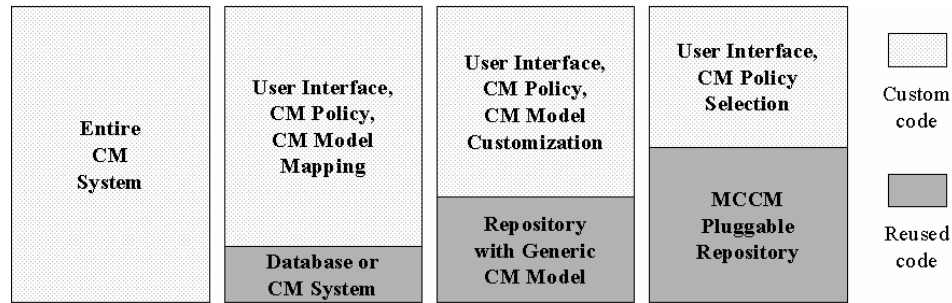 Entire
CM
System
User Interface,
CM Policy,
CM Model
Mapping
Database or
CM System
User Interface,
CM Policy,
CM Model
Customization
Repository
with Generic
CM Model
User Interface,
CM Policy
Selection
MCCM
Pluggable
Repository
Custom
code
Reused
code